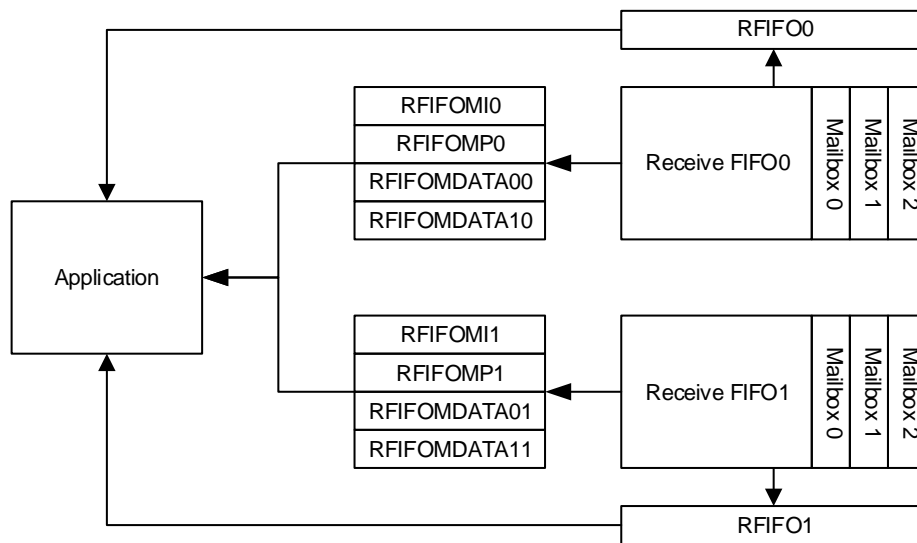 RFIFO0
RFIFOMI0
RFIFOMP0
RFIFOMDATA00
RFIFOMDATA10
Receive FIFO0
Mailbox 0
Mailbox 1
Mailbox 2
Application
RFIFOMI1
RFIFOMP1
RFIFOMDATA01
RFIFOMDATA11
Receive FIFO1
Mailbox 0
Mailbox 1
Mailbox 2
RFIFO1